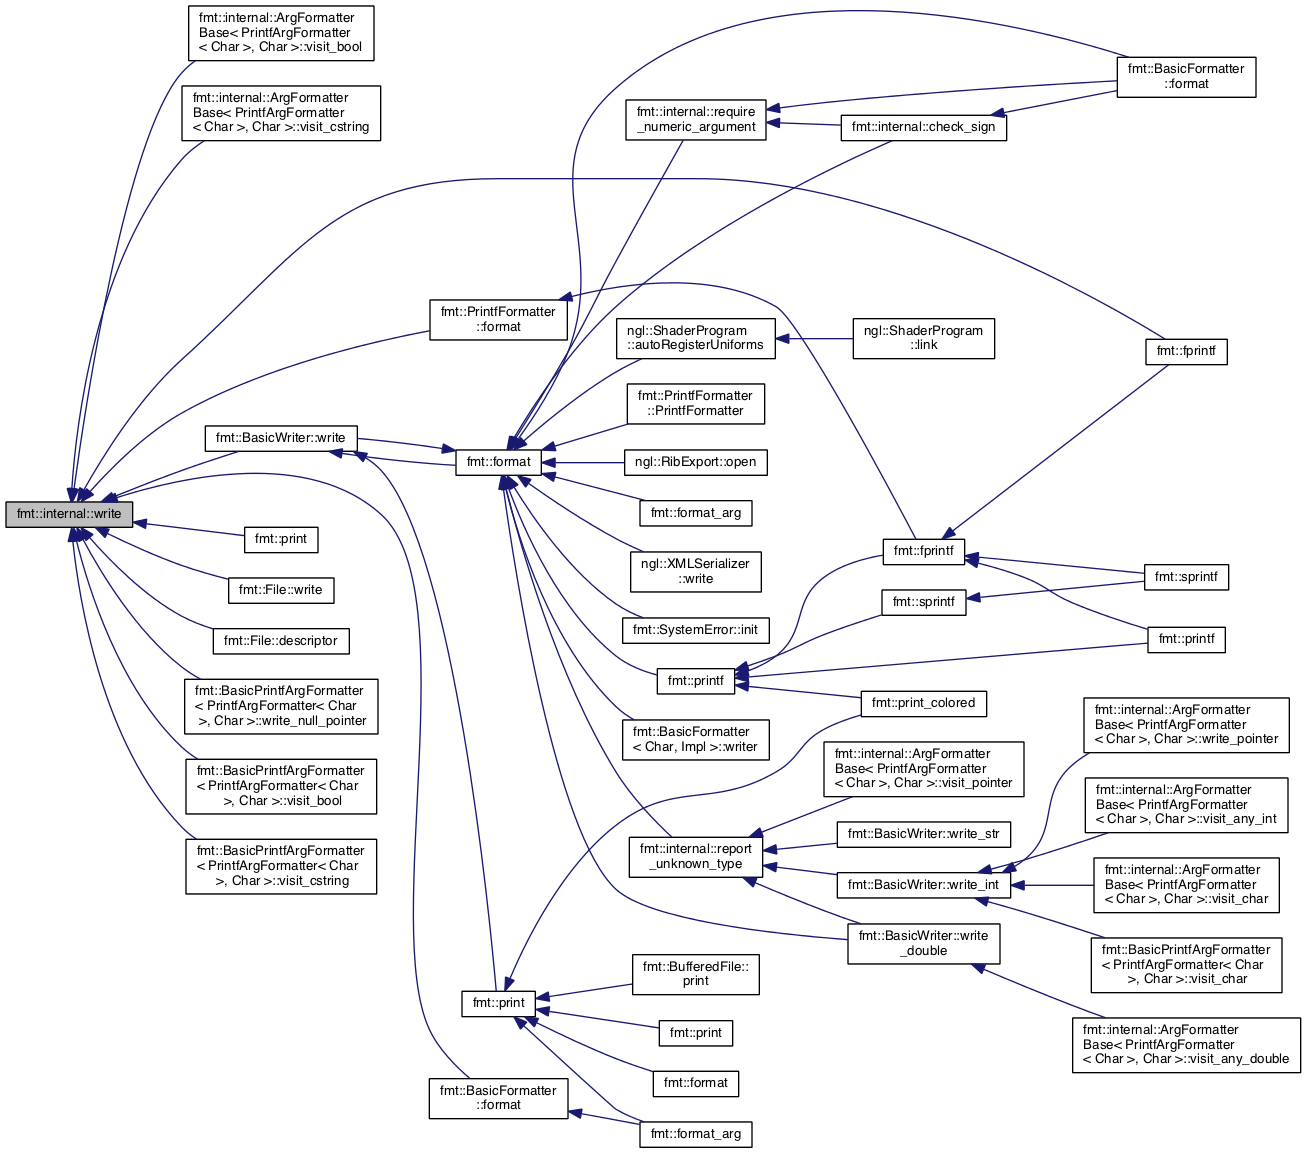 fmt::internal::ArgFormatter
Base< PrintfArgFormatter
< Char >, Char >::visit_bool
fmt::internal::ArgFormatter
Base< PrintfArgFormatter
< Char >, Char >::visit_cstring
fmt::PrintfFormatter
::format
fmt::BasicWriter::write
fmt::internal::write
fmt::print
fmt::File::write
fmt::File::descriptor
fmt::BasicPrintfArgFormatter
< PrintfArgFormatter< Char
>, Char >::write_null_pointer
fmt::BasicPrintfArgFormatter
< PrintfArgFormatter< Char
>, Char >::visit_bool
fmt::BasicPrintfArgFormatter
< PrintfArgFormatter< Char
>, Char >::visit_cstring
fmt::format
fmt::print
fmt::BasicFormatter
::format
fmt::internal::require
_numeric_argument
ngl::ShaderProgram
::autoRegisterUniforms
fmt::PrintfFormatter
::PrintfFormatter
ngl::RibExport::open
fmt::format_arg
ngl::XMLSerializer
::write
fmt::SystemError::init
fmt::printf
fmt::BasicFormatter
< Char, Impl >::writer
fmt::internal::report
_unknown_type
fmt::BufferedFile::
print
fmt::print
fmt::format
fmt::format_arg
fmt::internal::check_sign
ngl::ShaderProgram
::link
fmt::fprintf
fmt::sprintf
fmt::print_colored
fmt::internal::ArgFormatter
Base< PrintfArgFormatter
< Char >, Char >::visit_pointer
fmt::BasicWriter::write_str
fmt::BasicWriter::write_int
fmt::BasicWriter::write
_double
fmt::BasicFormatter
::format
fmt::fprintf
fmt::sprintf
fmt::printf
fmt::internal::ArgFormatter
Base< PrintfArgFormatter
< Char >, Char >::write_pointer
fmt::internal::ArgFormatter
Base< PrintfArgFormatter
< Char >, Char >::visit_any_int
fmt::internal::ArgFormatter
Base< PrintfArgFormatter
< Char >, Char >::visit_char
fmt::BasicPrintfArgFormatter
< PrintfArgFormatter< Char
>, Char >::visit_char
fmt::internal::ArgFormatter
Base< PrintfArgFormatter
< Char >, Char >::visit_any_double